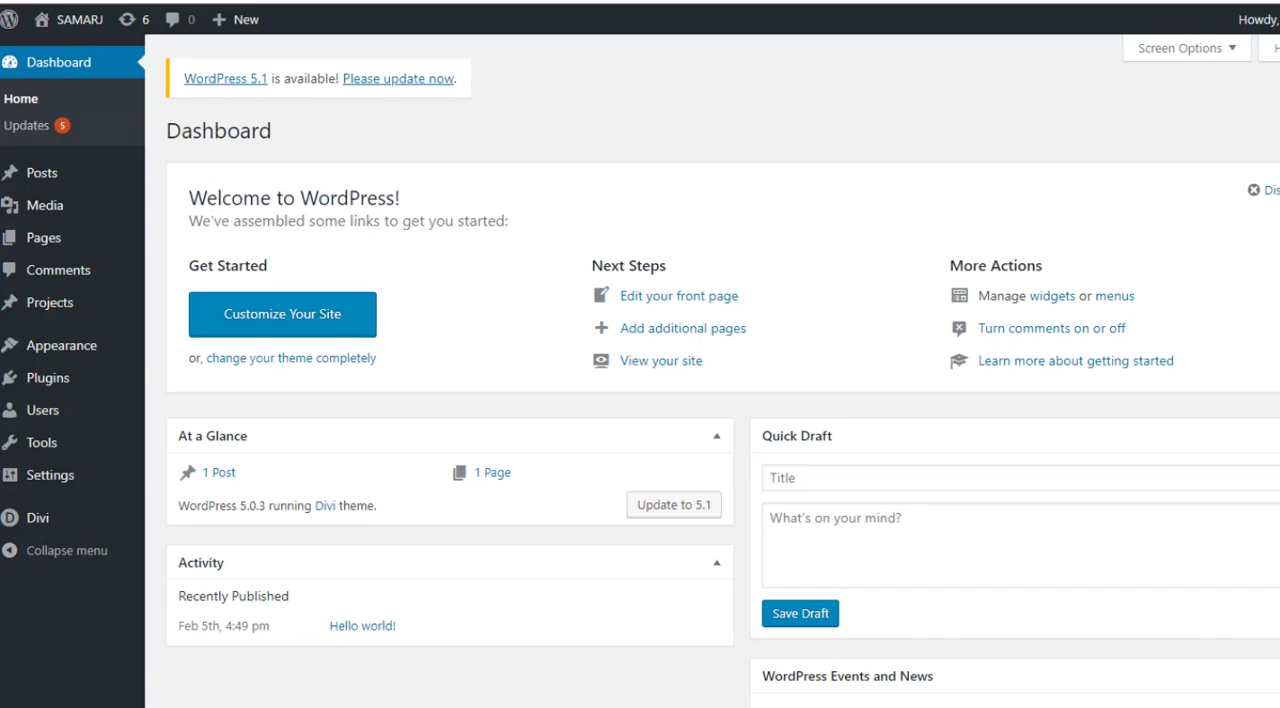 SAMARJ 6 0 New Howdy,
Dashboard
Home
Updates 5
Posts
Media
Pages
Comments
Projects
Appearance
Plugins
Users
Tools
Settings
Divi
Collapse menu
Screen Options
WordPress 5.1 is available! Please update now.
Dashboard
Welcome to WordPress!
We've assembled some links to get you started:
Get Started
Customize Your Site
or, change your theme completely
Next Steps
Edit your front page
Add additional pages
View your site
More Actions
Manage widgets or menus
Turn comments on or off
Learn more about getting started
At a Glance
1 Post 1 Page
WordPress 5.0.3 running Divi theme. Update to 5.1
Activity
Recently Published
Feb 5th, 4:49 pm Hello world!
Quick Draft
Title
What's on your mind?
Save Draft
WordPress Events and News